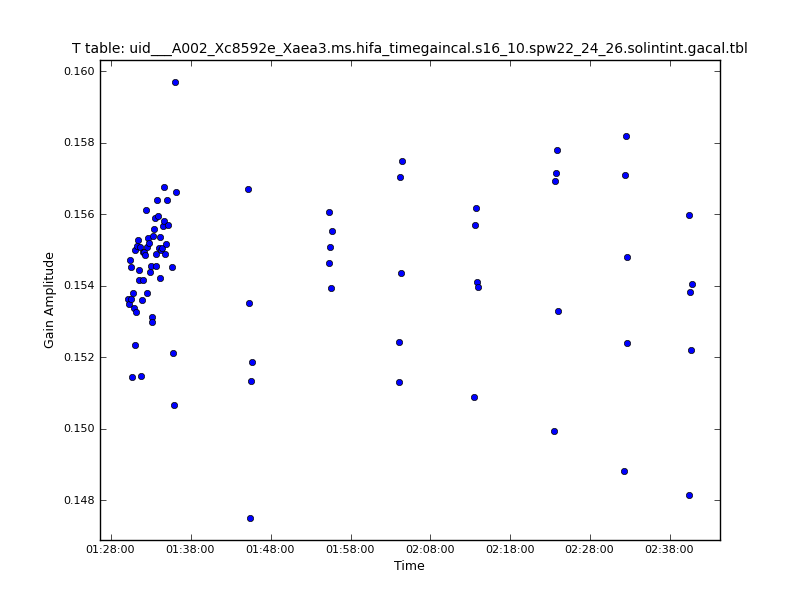 T table: uid___A002_Xc8592e_Xaea3.ms.hifa_timegaincal.s16_10.spw22_24_26.solintint.gacal.tbl
0.160
0.158
0.156
0.154
0.152
0.150
0.148
Gain Amplitude
01:28:00 01:38:00 01:48:00 01:58:00 02:08:00 02:18:00 02:28:00 02:38:00
Time